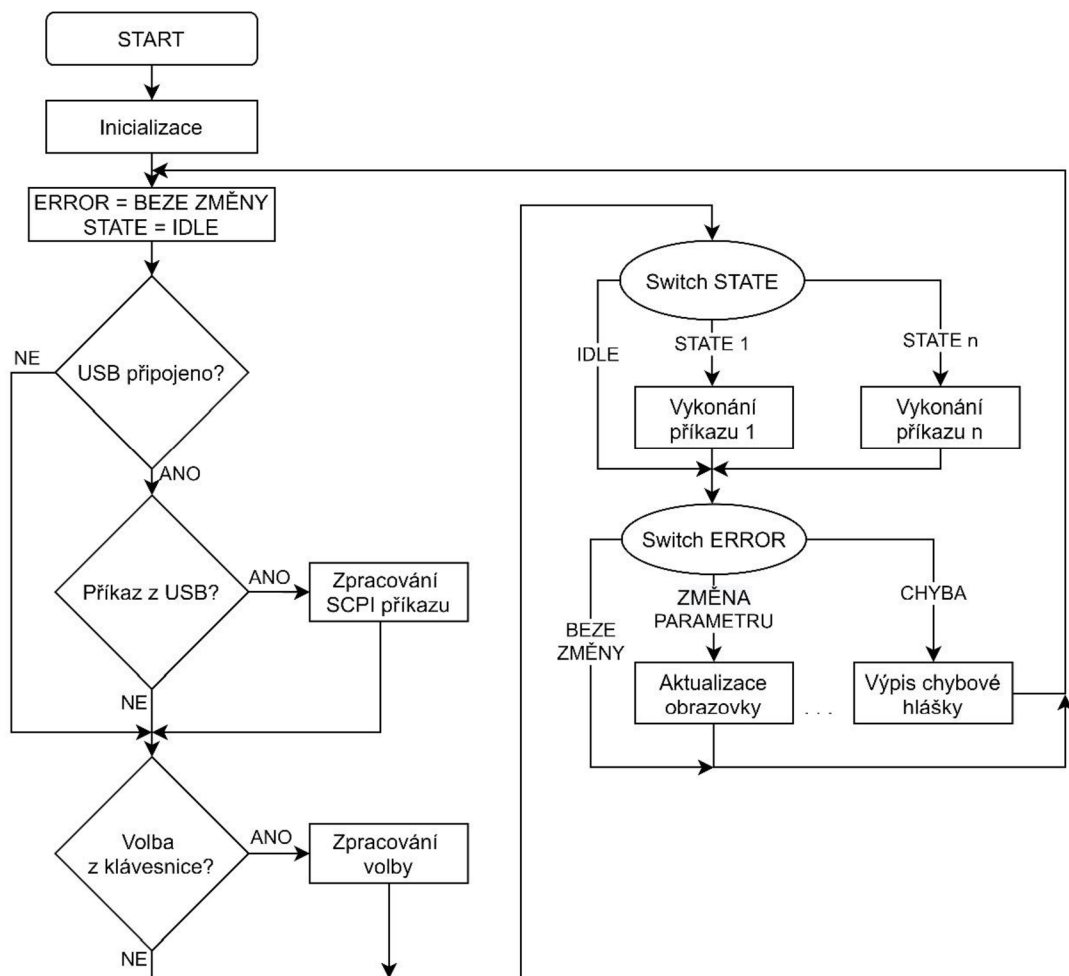 START
Inicializace
ERROR = BEZE ZMĚNY
STATE = IDLE
NE
USB připojeno?
ANO
Příkaz z USB?
ANO
Zpracování
SCPI příkazu
NE
Volba
z klávesnice?
ANO
Zpracování
volby
NE
Switch STATE
IDLE
STATE 1
STATE n
Vykonání
příkazu 1
Vykonání
příkazu n
Switch ERROR
BEZE
ZMĚNY
ZMĚNA
PARAMETRU
CHYBA
Aktualizace
obrazovky
. . .
Výpis chybové
hlášky